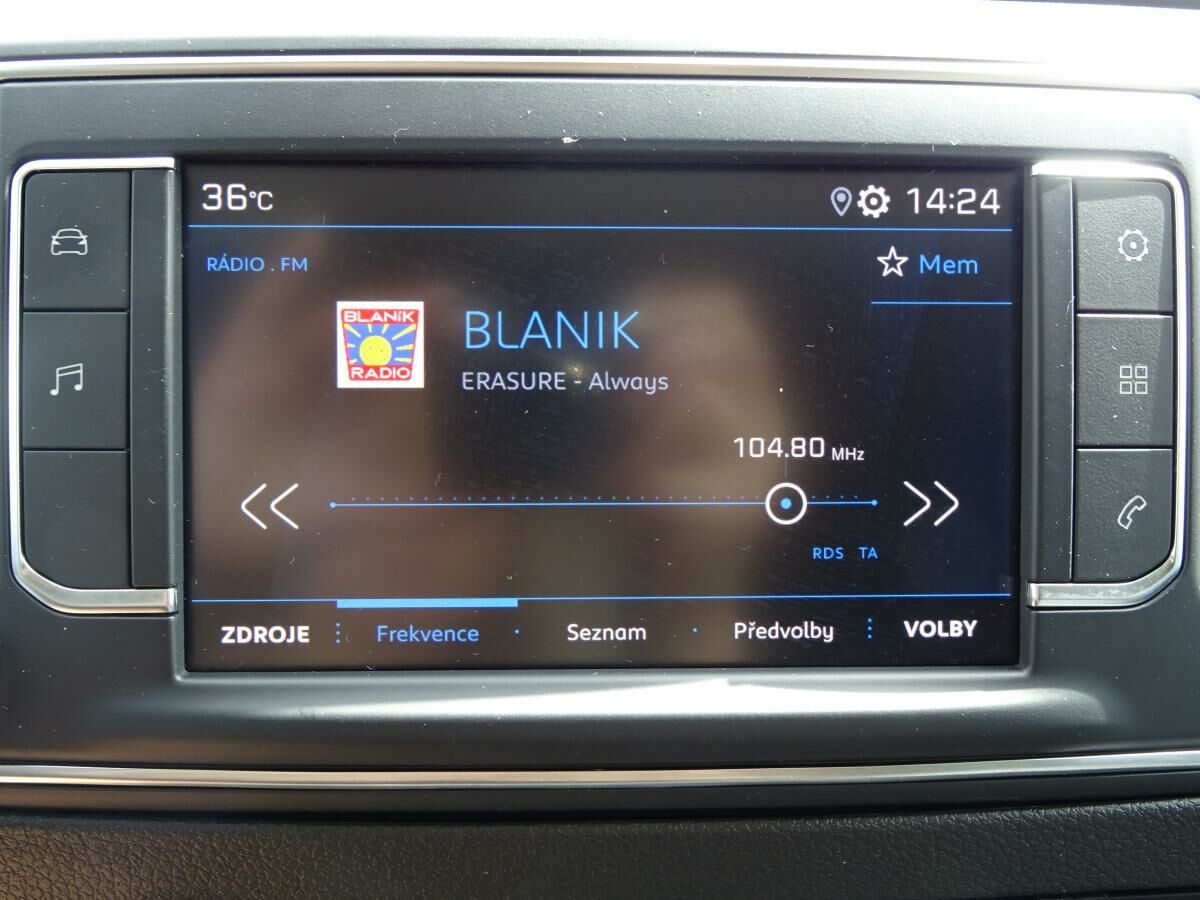 36°C 14:24
RÁDIO . FM
Mem
BLANiK
RADIO
BLANIK
ERASURE - Always
104.80 MHz
RDS TA
ZDROJE Frekvence Seznam Předvolby VOLBY